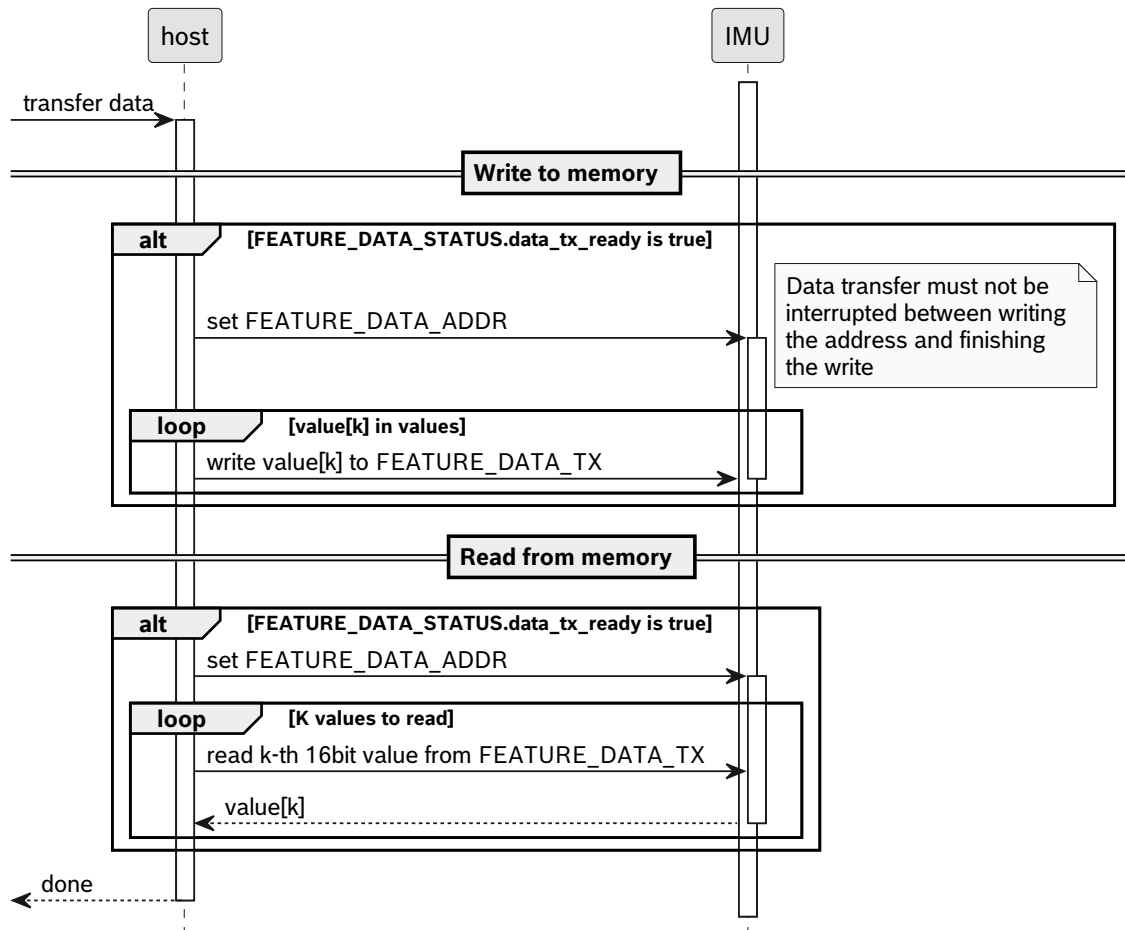 host
IMU
transfer data
Write to memory
alt
[FEATURE_DATA_STATUS.data_tx_ready is true]
Data transfer must not be
interrupted between writing
the address and finishing
the write
set FEATURE_DATA_ADDR
loop
[value[k] in values]
write value[k] to FEATURE_DATA_TX
Read from memory
alt
[FEATURE_DATA_STATUS.data_tx_ready is true]
set FEATURE_DATA_ADDR
loop
[K values to read]
read k-th 16bit value from FEATURE_DATA_TX
value[k]
done